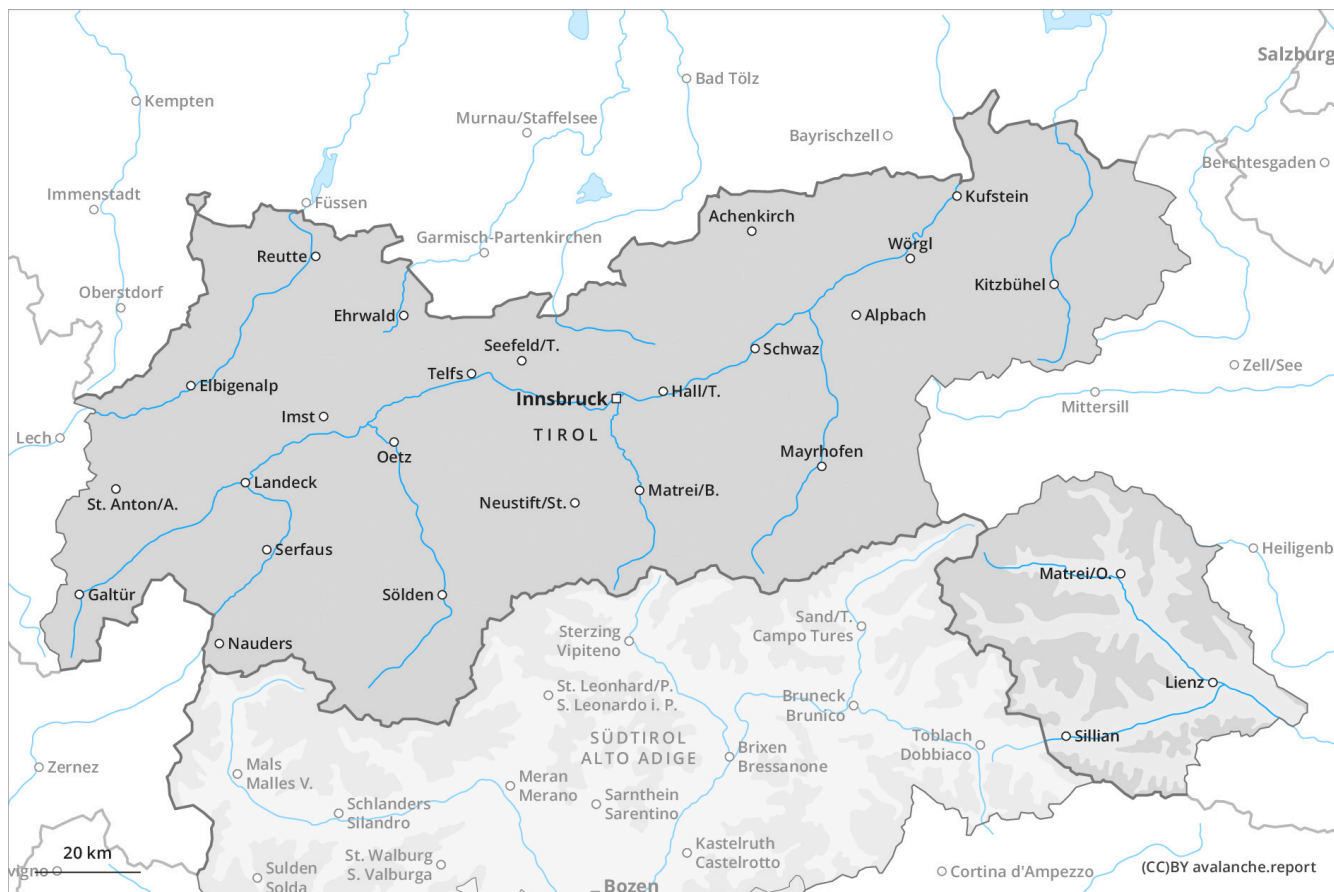 Salzburg
Bad Tölz
Kempten
Murnau/Staffelsee
Bayrischzell
Berchtesgaden
Immenstadt
Füssen
Kufstein
Achenkirch
Garmisch-Partenkirchen
Wörgl
Reutte
Kitzbühel
Oberstdorf
Ehrwald
Alpbach
Seefeld/T.
Schwaz
Zell/See
Telfs
Elbigenalp
Hall/T.
Innsbruck
Mittersill
Imst
Lech
TIROL
Oetz
Mayrhofen
Landeck
St. Anton/A.
Neustift/St.
Matrei/B.
Serfaus
Heiligenb
Matrei/O.
Galtür
Sölden
Sand/T.
Campo Tures
Sterzing
Vipiteno
Nauders
Lienz
St. Leonhard/P.
S. Leonardo i. P.
Bruneck
Brunico
SÜDTIROL
ALTO ADIGE
Toblach
Dobbiaco
Sillian
Brixen
Bressanone
Zernez
Mals
Malles V.
Meran
Merano
Schlanders
Silandro
Sarnthein
Sarentino
Kastelruth
Castelrotto
20 km
St. Walburg
S. Valburga
vigno
Sulden
Solda
Cortina d'Ampezzo
(CC)BY avalanche.report
Bozen